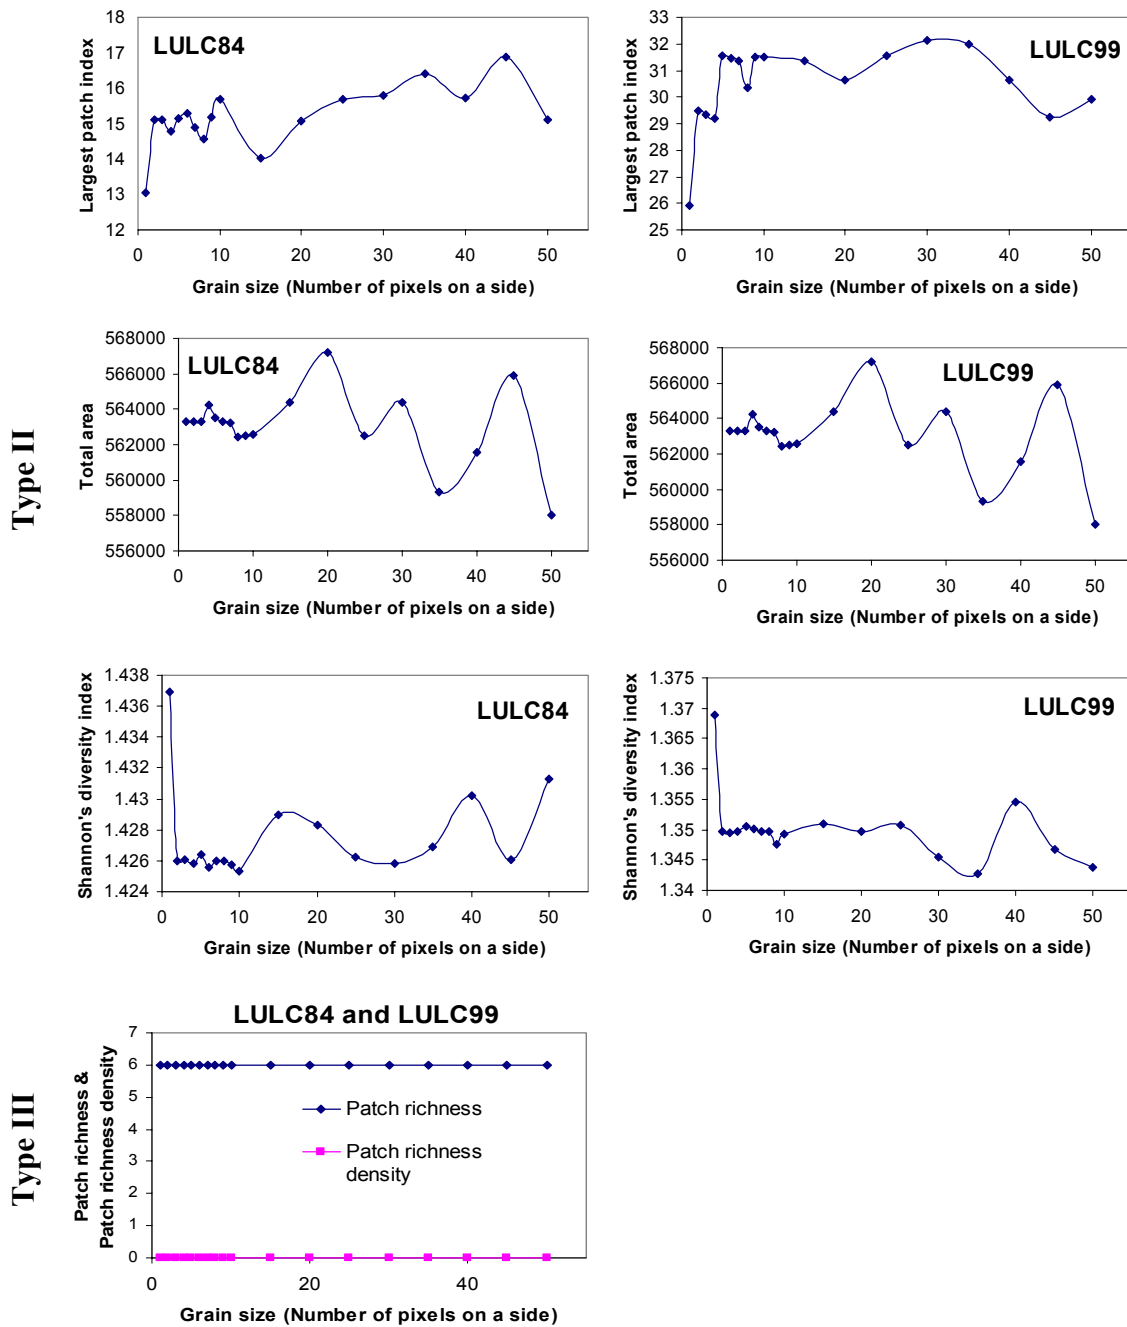 LULC84
Largest patch index
18
17
16
15
14
13
12
0 10 20 30 40 50
Grain size (Number of pixels on a side)
LULC99
Largest patch index
33
32
31
30
29
28
27
26
25
0 10 20 30 40 50
Grain size (Number of pixels on a side)
Type II
LULC84
Total area
568000
566000
564000
562000
560000
558000
556000
0 10 20 30 40 50
Grain size (Number of pixels on a side)
LULC99
Total area
568000
566000
564000
562000
560000
558000
556000
0 10 20 30 40 50
Grain size (Number of pixels on a side)
LULC84
Shannon's diversity index
1.438
1.436
1.434
1.432
1.43
1.428
1.426
1.424
0 10 20 30 40 50
Grain size (Number of pixels on a side)
LULC99
Shannon's diversity index
1.375
1.37
1.365
1.36
1.355
1.35
1.345
1.34
0 10 20 30 40 50
Grain size (Number of pixels on a side)
Type III
LULC84 and LULC99
Patch richness &
Patch richness density
7
6
5
4
3
2
1
0
Patch richness
Patch richness
density
0 20 40
Grain size (Number of pixels on a side)